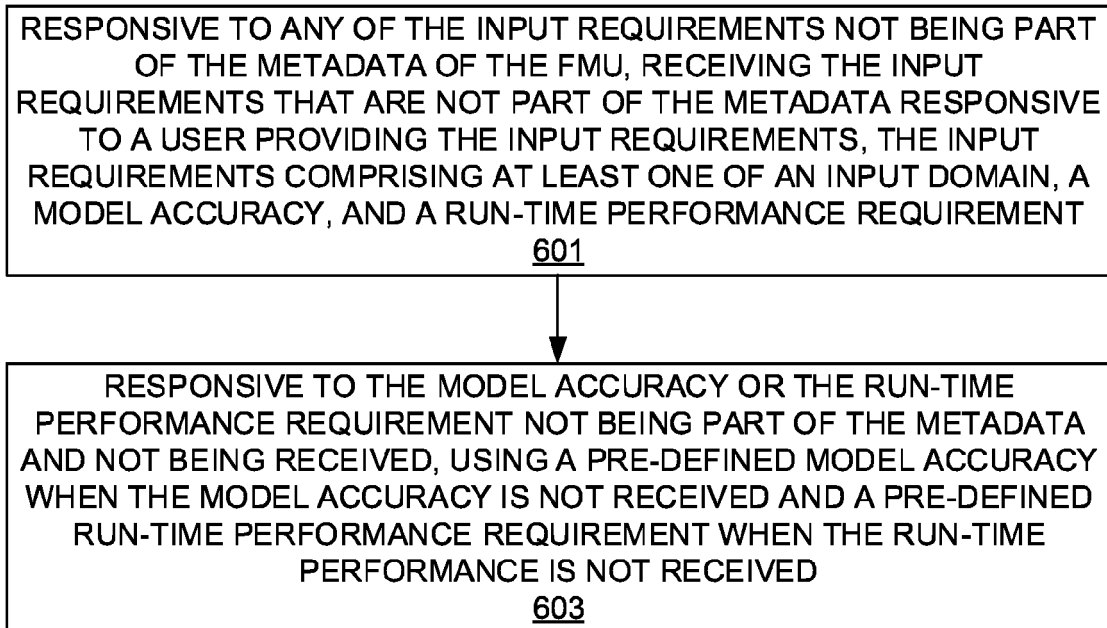 RESPONSIVE TO ANY OF THE INPUT REQUIREMENTS NOT BEING PART
OF THE METADATA OF THE FMU, RECEIVING THE INPUT
REQUIREMENTS THAT ARE NOT PART OF THE METADATA RESPONSIVE
TO A USER PROVIDING THE INPUT REQUIREMENTS, THE INPUT
REQUIREMENTS COMPRISING AT LEAST ONE OF AN INPUT DOMAIN, A
MODEL ACCURACY, AND A RUN-TIME PERFORMANCE REQUIREMENT
601
RESPONSIVE TO THE MODEL ACCURACY OR THE RUN-TIME
PERFORMANCE REQUIREMENT NOT BEING PART OF THE METADATA
AND NOT BEING RECEIVED, USING A PRE-DEFINED MODEL ACCURACY
WHEN THE MODEL ACCURACY IS NOT RECEIVED AND A PRE-DEFINED
RUN-TIME PERFORMANCE REQUIREMENT WHEN THE RUN-TIME
PERFORMANCE IS NOT RECEIVED
603